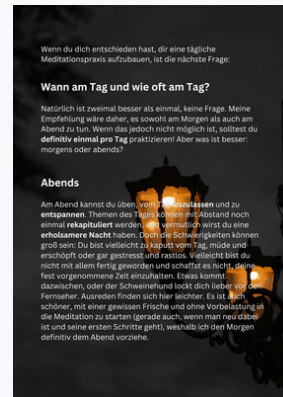 Wenn du dich entschieden hast, dir eine tägliche
Meditationspraxis aufzubauen, ist die nächste Frage:
Wann am Tag und wie oft am Tag?
Natürlich ist zweimal besser als einmal, keine Frage. Meine
Empfehlung wäre daher, es sowohl am Morgen als auch am
Abend zu tun. Wenn das jedoch nicht möglich ist, solltest du
definitiv einmal pro Tag praktizieren! Aber was ist besser:
morgens oder abends?
Abends
Am Abend kannst du üben, vom Tag loszulassen und zu
entspannen. Themen des Tages können mit Abstand noch
einmal rekapituliert werden, und vermutlich wirst du eine
erholsamere Nacht haben. Doch die Schwierigkeiten können
groß sein: Du bist vielleicht zu kaputt vom Tag, müde und
erschöpft oder gar gestresst und rastlos. Vielleicht bist du
nicht mit allem fertig geworden und schaffst es nicht, deine
fest vorgenommene Zeit einzuhalten. Etwas kommt
dazwischen, oder der Schweinehund lockt dich lieber vor den
Fernseher. Ausreden finden sich hier leichter. Es ist auch
schöner, mit einer gewissen Frische und ohne Vorbelastung in
die Meditation zu starten (gerade auch, wenn man neu dabei
ist und seine ersten Schritte geht), weshalb ich den Morgen
definitiv dem Abend vorziehe.